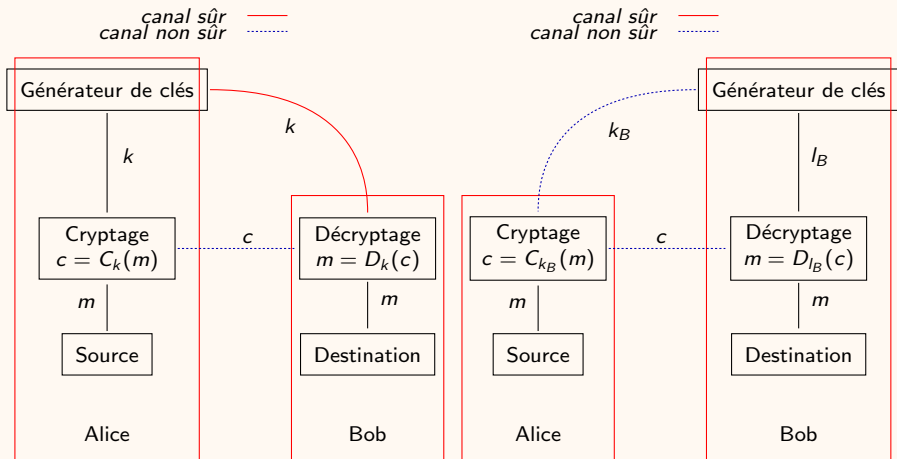 canal sûr
canal non sûr
Générateur de clés
k
k
Cryptage
c = C_k(m)
c
Décryptage
m = D_k(c)
m
m
Source
Destination
Alice
Bob
canal sûr
canal non sûr
Générateur de clés
k_B
l_B
Cryptage
c = C_{k_B}(m)
c
Décryptage
m = D_{l_B}(c)
m
m
Source
Destination
Alice
Bob